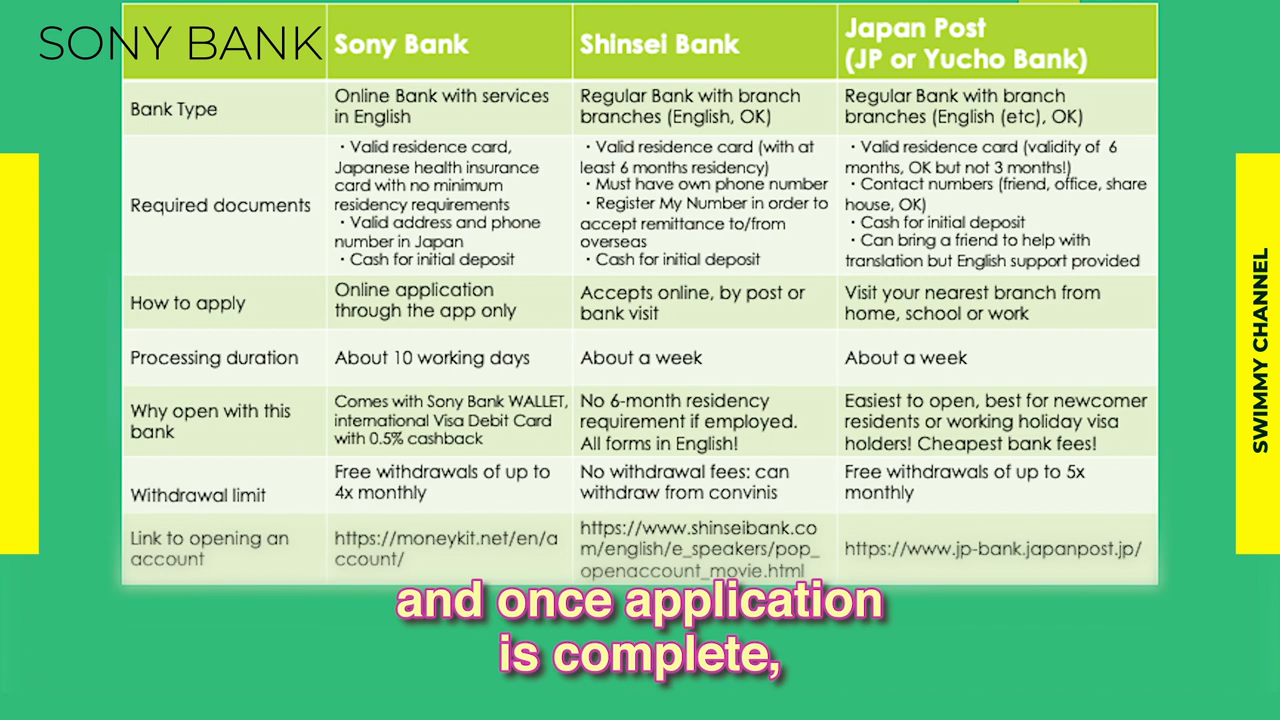 SONY BANK
Sony Bank
Shinsei Bank
Japan Post
(JP or Yucho Bank)
Bank Type
Online Bank with services
in English
Regular Bank with branch
branches (English, OK)
Regular Bank with branch
branches (English (etc), OK)
Required documents
・Valid residence card,
Japanese health insurance
card with no minimum
residency requirements
・Valid address and phone
number in Japan
・Cash for initial deposit
・Valid residence card (with at
least 6 months residency)
・Must have own phone number
・Register My Number in order to
accept remittance to/from
overseas
・Cash for initial deposit
・Valid residence card (validity of 6
months, OK but not 3 months!)
・Contact numbers (friend, office, share
house, OK)
・Cash for initial deposit
・Can bring a friend to help with
translation but English support provided
How to apply
Online application
through the app only
Accepts online, by post or
bank visit
Visit your nearest branch from
home, school or work
Processing duration
About 10 working days
About a week
About a week
Why open with this
bank
Comes with Sony Bank WALLET,
international Visa Debit Card
with 0.5% cashback
No 6-month residency
requirement if employed.
All forms in English!
Easiest to open, best for newcomer
residents or working holiday visa
holders! Cheapest bank fees!
Withdrawal limit
Free withdrawals of up to
4x monthly
No withdrawal fees: can
withdraw from convinis
Free withdrawals of up to 5x
monthly
Link to opening an
account
https://moneykit.net/en/a
ccount/
https://www.shinseibank.co
m/english/e_speakers/pop_
openaccount_movie.html
https://www.jp-bank.japanpost.jp/
SWIMMY CHANNEL
and once application
is complete,